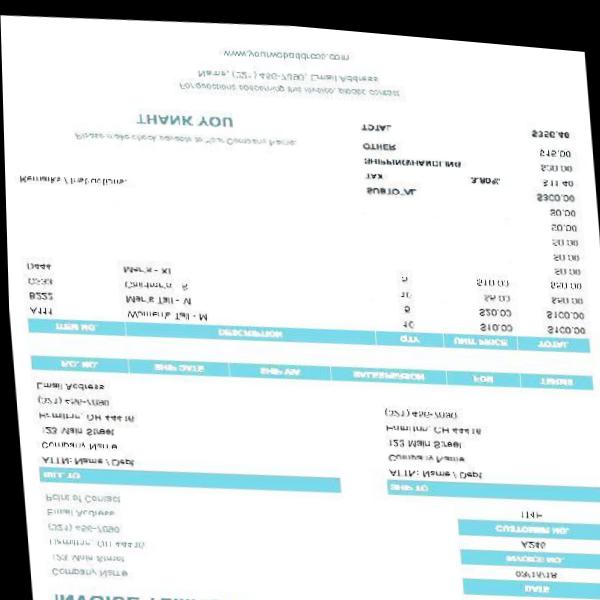 INVOICE
Company Name
123 Main Street
Hamilton, OH 44416
(321) 456-7890
Email Address
Point of Contact
DATE
INVOICE NO.
A246
CUSTOMER NO.
BILL TO
ATTN: Name / Dept
Company Name
123 Main Street
Hamilton, OH 44416
(321) 456-7890
Email Address
SHIP TO
ATTN: Name / Dept
Company Name
123 Main Street
Hamilton, OH 44416
(321) 456-7890
P.O. NO. SHIP DATE SHIP VIA SALESPERSON FOB TERMS
ITEM NO. DESCRIPTION QTY UNIT PRICE TOTAL
A111 Women's Tall - M 10 $10.00 $100.00
B222 Men's Tall - M 5 $20.00 $100.00
C333 Children's - S 10 $5.00 $50.00
D444 Men's - XL 5 $10.00 $50.00
$0.00
$0.00
$0.00
$0.00
$0.00
Remarks / Instructions:
SUBTOTAL $300.00
TAX 3.80% $11.40
SHIPPING/HANDLING $30.00
OTHER $15.00
TOTAL $356.40
Please make check payable to Your Company Name.
THANK YOU
For questions concerning this invoice, please contact
Name, (321) 456-7890, Email Address
www.yourwebaddress.com